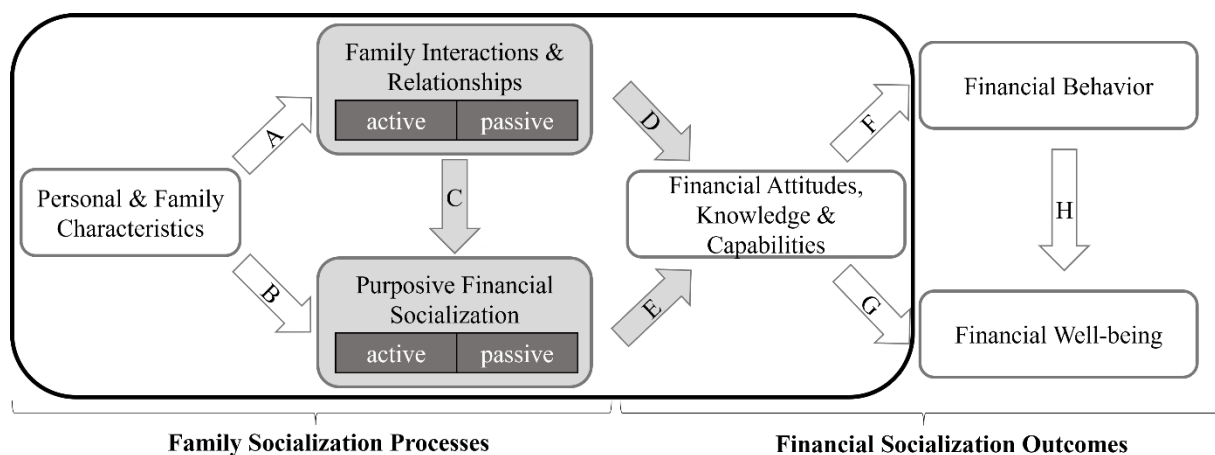 Family Interactions &
Relationships
active passive
A
D
F
Financial Behavior
Personal & Family
Characteristics
C
Financial Attitudes,
Knowledge &
Capabilities
H
B
Purposive Financial
Socialization
active passive
E
G
Financial Well-being
Family Socialization Processes
Financial Socialization Outcomes